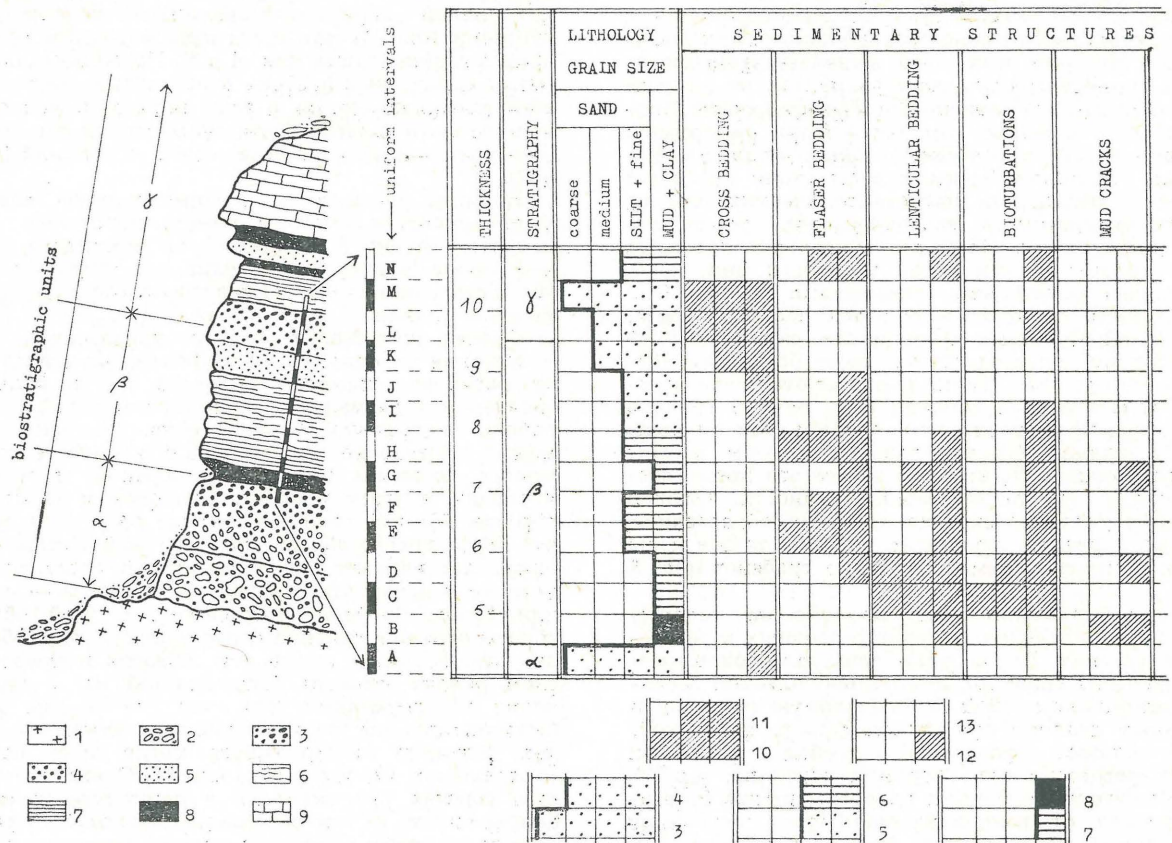 S E D I M E N T A R Y S T R U C T U R E S
LITHOLOGY
GRAIN SIZE
SAND
uniform intervals
THICKNESS
STRATIGRAPHY
coarse
medium
SILT + fine
MUD + CLAY
CROSS BEDDING
FLASER BEDDING
LENTICULAR BEDDING
BIOTURBATIONS
MUD CRACKS
biostratigraphic units
γ
β
α
N
M
L
K
J
I
H
G
F
E
D
C
B
A
10
9
8
7
6
5
γ
β
α
1
2
3
4
5
6
7
8
9
11
10
13
12
4
3
6
5
8
7